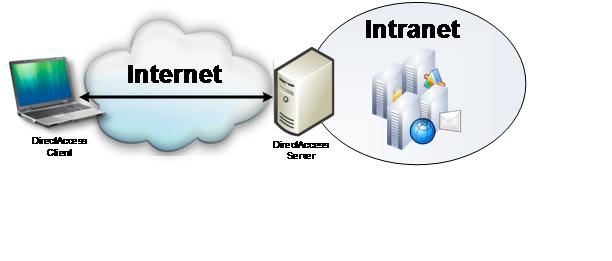 Internet
Intranet
DirectAccess
Client
DirectAccess
Server